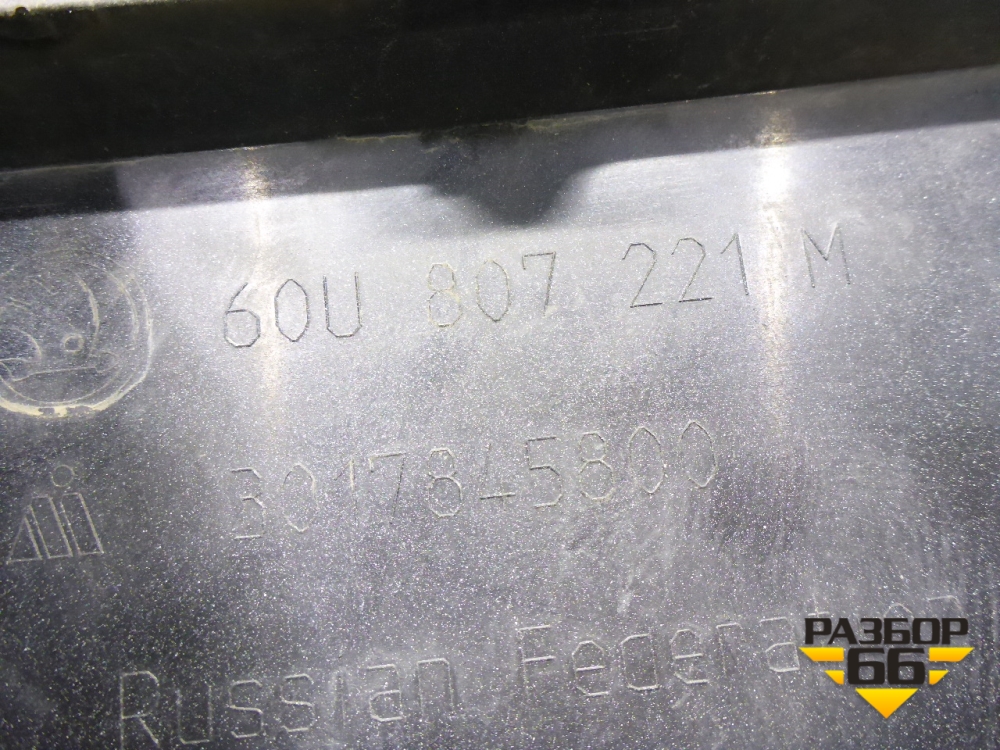 60U 807 221 M
3017845800
Russian Federation
РАЗБОР
66